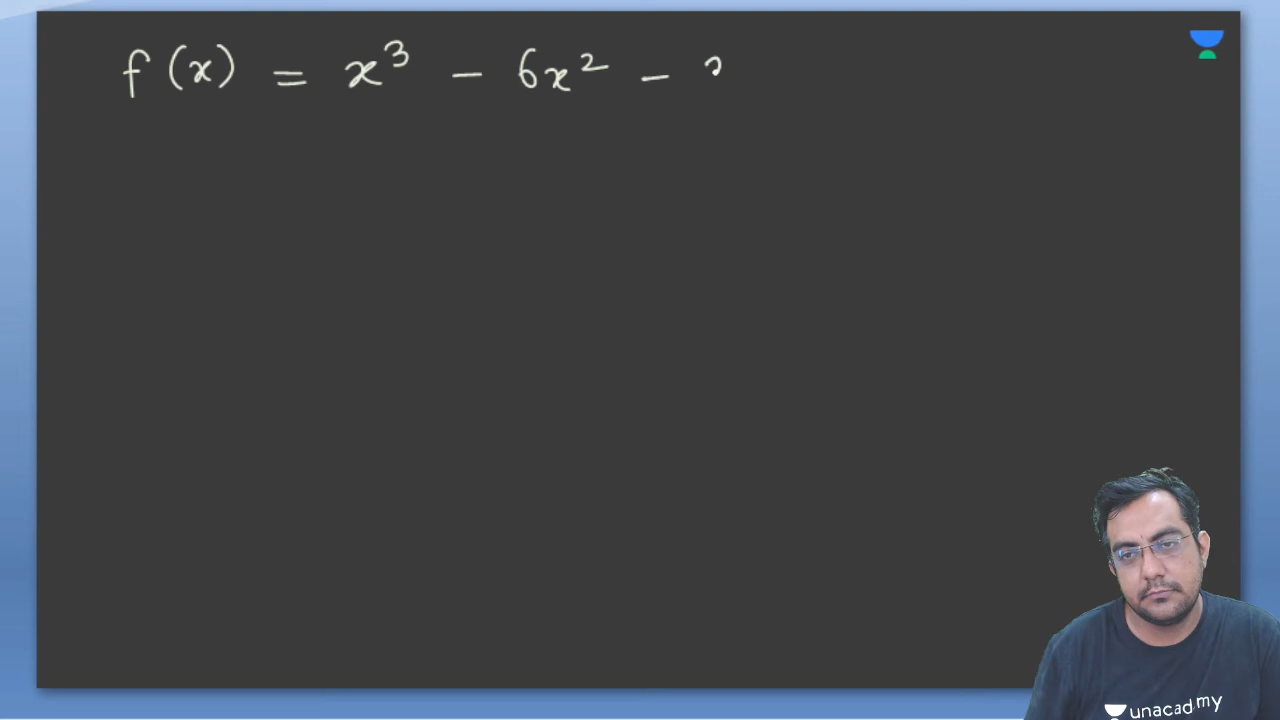 f(x) = x³ - 6x² -
unacademy